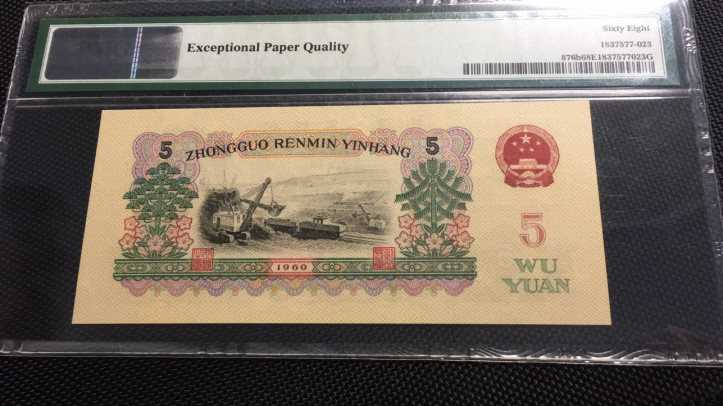 Exceptional Paper Quality
Sixty Eight
1837577-023
876b68E1837577023G
5
ZHONGGUO RENMIN YINHANG
5
5
WU
YUAN
1960